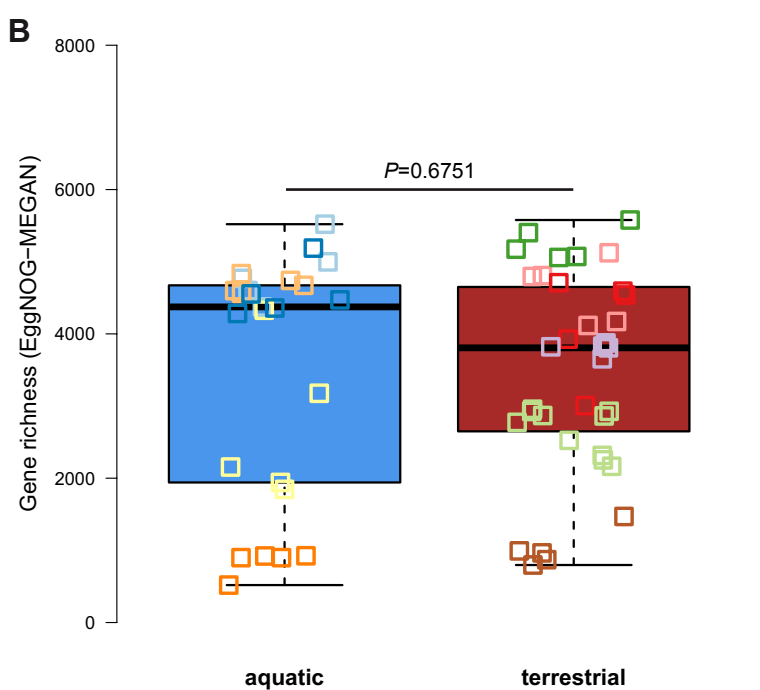 B
8000
6000
4000
2000
0
Gene richness (EggNOG−MEGAN)
P=0.6751
aquatic
terrestrial